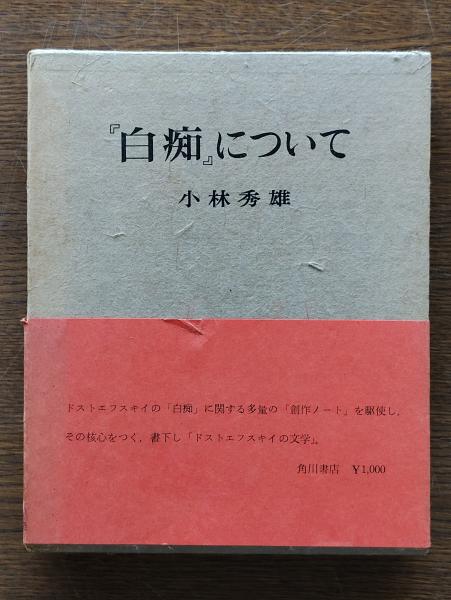 『白痴』について
小林秀雄
ドストエフスキイの「白痴」に関する多量の「創作ノート」を駆使し、
その核心をつく、書下し「ドストエフスキイの文学」。
角川書店 ¥1,000